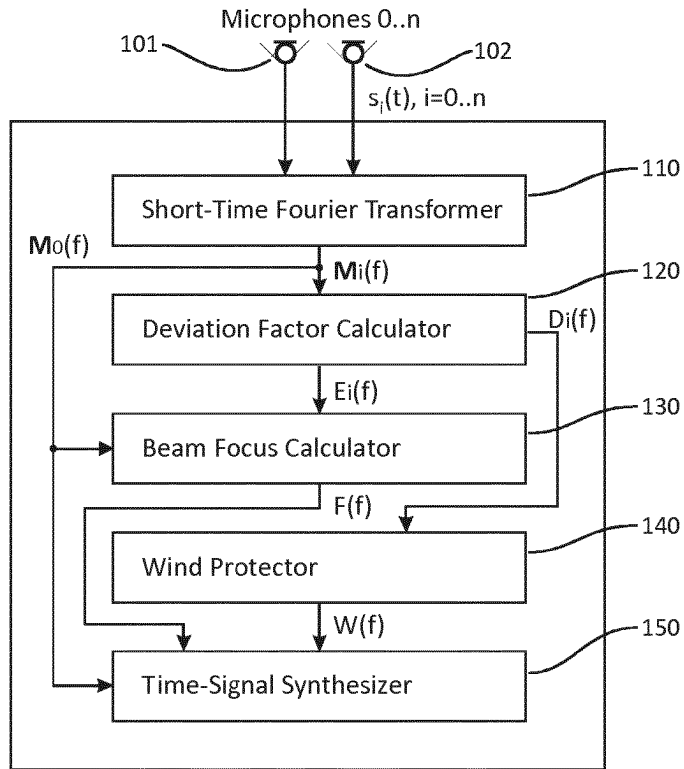 Microphones 0..n
101
102
si(t), i=0..n
110
Short-Time Fourier Transformer
M0(f)
Mi(f)
120
Deviation Factor Calculator
Di(f)
Ei(f)
130
Beam Focus Calculator
F(f)
140
Wind Protector
W(f)
150
Time-Signal Synthesizer